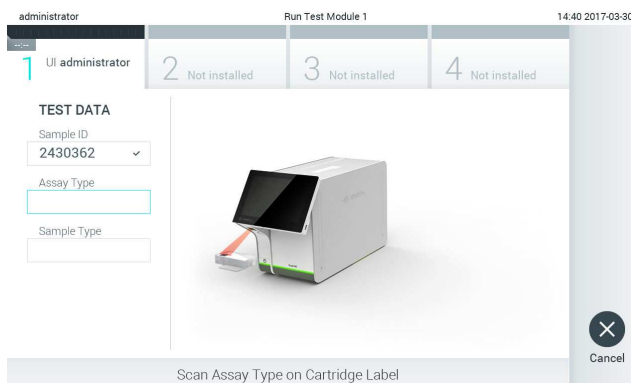 administrator Run Test Module 1 14:40 2017-03-30
--:--
1 UI administrator 2 Not installed 3 Not installed 4 Not installed
TEST DATA
Sample ID
2430362
Assay Type
Sample Type
Cancel
Scan Assay Type on Cartridge Label